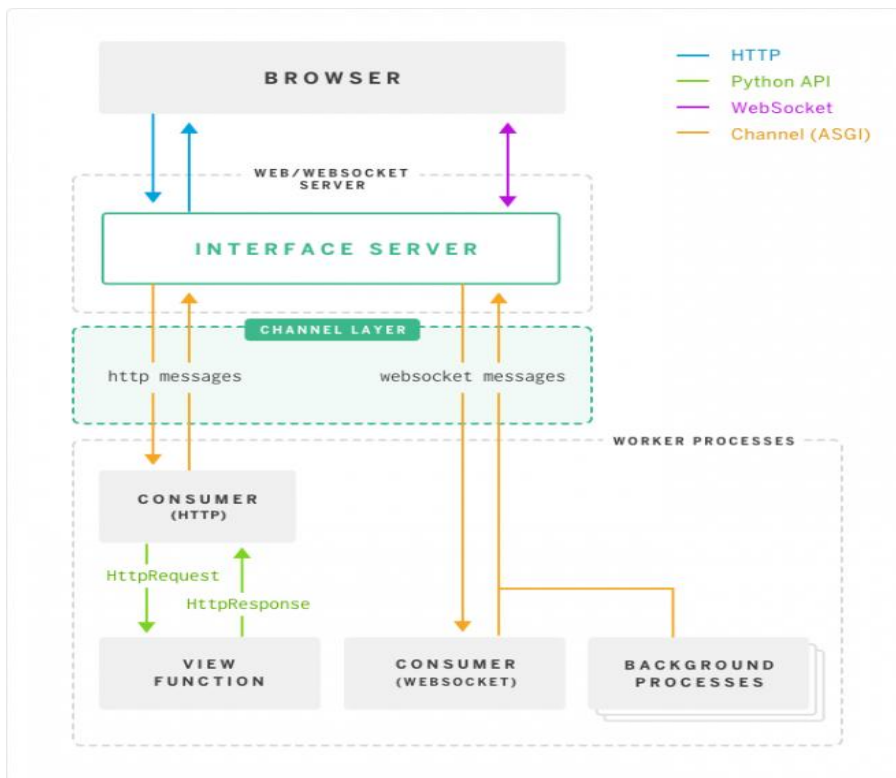 BROWSER
HTTP
Python API
WebSocket
Channel (ASGI)
WEB/WEBSOCKET
SERVER
INTERFACE SERVER
CHANNEL LAYER
http messages
websocket messages
WORKER PROCESSES
CONSUMER
(HTTP)
HttpRequest
HttpResponse
VIEW
FUNCTION
CONSUMER
(WEBSOCKET)
BACKGROUND
PROCESSES